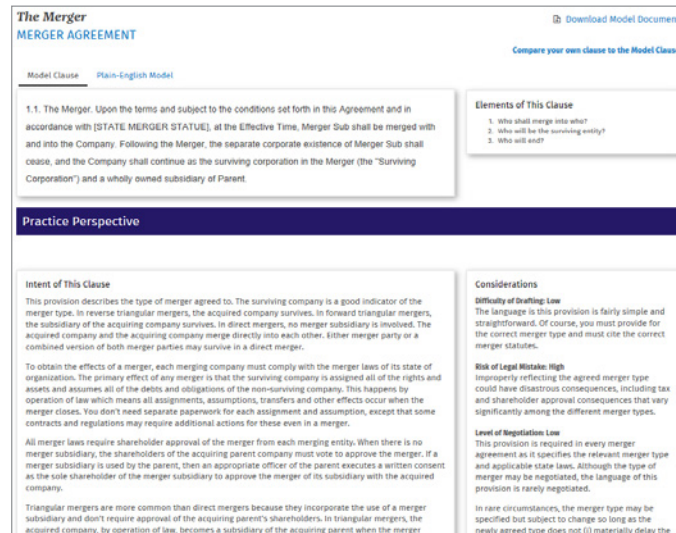 The Merger
MERGER AGREEMENT
Download Model Documen
Compare your own clause to the Model Claus
Model Clause Plain-English Model
1.1. The Merger. Upon the terms and subject to the conditions set forth in this Agreement and in
accordance with [STATE MERGER STATUE], at the Effective Time, Merger Sub shall be merged with
and into the Company. Following the Merger, the separate corporate existence of Merger Sub shall
cease, and the Company shall continue as the surviving corporation in the Merger (the "Surviving
Corporation") and a wholly owned subsidiary of Parent.
Elements of This Clause
1. Who shall merge into who?
2. Who will be the surviving entity?
3. Who will end?
Practice Perspective
Intent of This Clause
This provision describes the type of merger agreed to. The surviving company is a good indicator of the
merger type. In reverse triangular mergers, the acquired company survives. In forward triangular mergers,
the subsidiary of the acquiring company survives. In direct mergers, no merger subsidiary is involved. The
acquired company and the acquiring company merge directly into each other. Either merger party or a
combined version of both merger parties may survive in a direct merger.
To obtain the effects of a merger, each merging company must comply with the merger laws of its state of
organization. The primary effect of any merger is that the surviving company is assigned all of the rights and
assets and assumes all of the debts and obligations of the non-surviving company. This happens by
operation of law which means all assignments, assumptions, transfers and other effects occur when the
merger closes. You don't need separate paperwork for each assignment and assumption, except that some
contracts and regulations may require additional actions for these even in a merger.
All merger laws require shareholder approval of the merger from each merging entity. When there is no
merger subsidiary, the shareholders of the acquiring parent company must vote to approve the merger. If a
merger subsidiary is used by the parent, then an appropriate officer of the parent executes a written consent
as the sole shareholder of the merger subsidiary to approve the merger of its subsidiary with the acquired
company.
Triangular mergers are more common than direct mergers because they incorporate the use of a merger
subsidiary and don't require approval of the acquiring parent's shareholders. In triangular mergers, the
acquired company, by operation of law, becomes a subsidiary of the acquiring parent when the merger
Considerations
Difficulty of Drafting: Low
The language is this provision is fairly simple and
straightforward. Of course, you must provide for
the correct merger type and must cite the correct
merger statutes.
Risk of Legal Mistake: High
Improperly reflecting the agreed merger type
could have disastrous consequences, including tax
and shareholder approval consequences that vary
significantly among the different merger types.
Level of Negotiation: Low
This provision is required in every merger
agreement as it specifies the relevant merger type
and applicable state laws. Although the type of
merger may be negotiated, the language of this
provision is rarely negotiated.
In rare circumstances, the merger type may be
specified but subject to change so long as the
newly agreed type does not (i) materially delay the